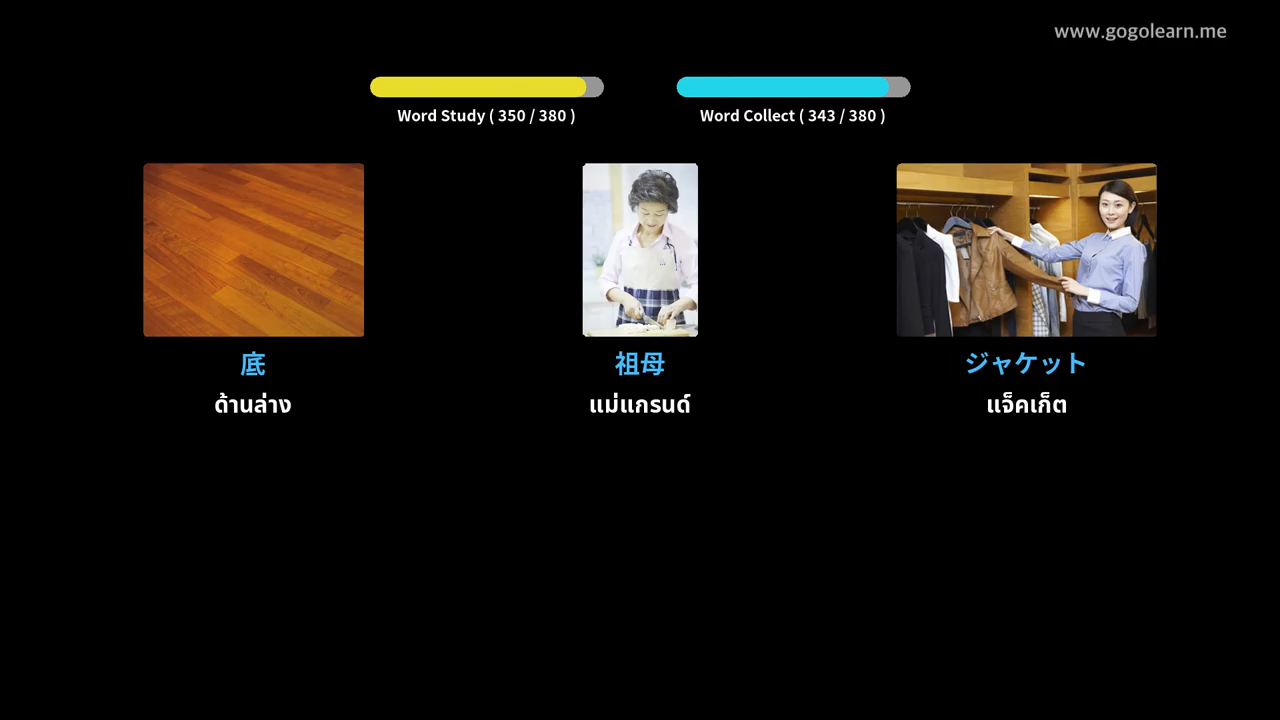 www.gogolearn.me
Word Study ( 350 / 380 )
Word Collect ( 343 / 380 )
底
祖母
ジャケット
ด้านล่าง
แม่แกรนด์
แจ็คเก็ต